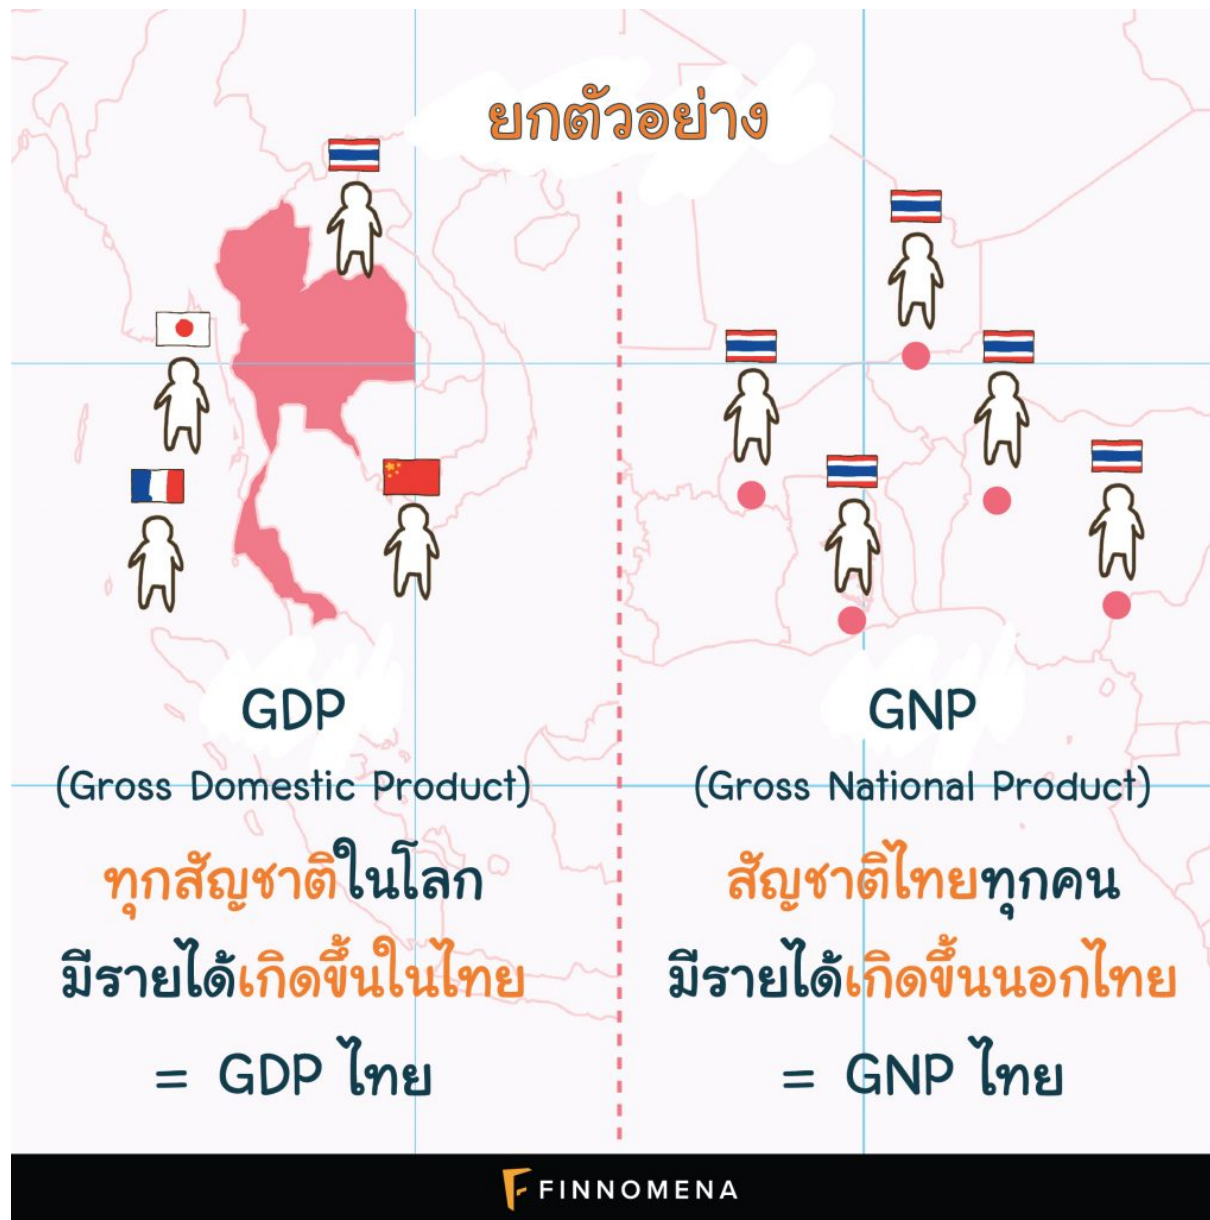 ยกตัวอย่าง
GDP
(Gross Domestic Product)
ทุกสัญชาติในโลก
มีรายได้เกิดขึ้นในไทย
= GDP ไทย
GNP
(Gross National Product)
สัญชาติไทยทุกคน
มีรายได้เกิดขึ้นนอกไทย
= GNP ไทย
FINNOMENA